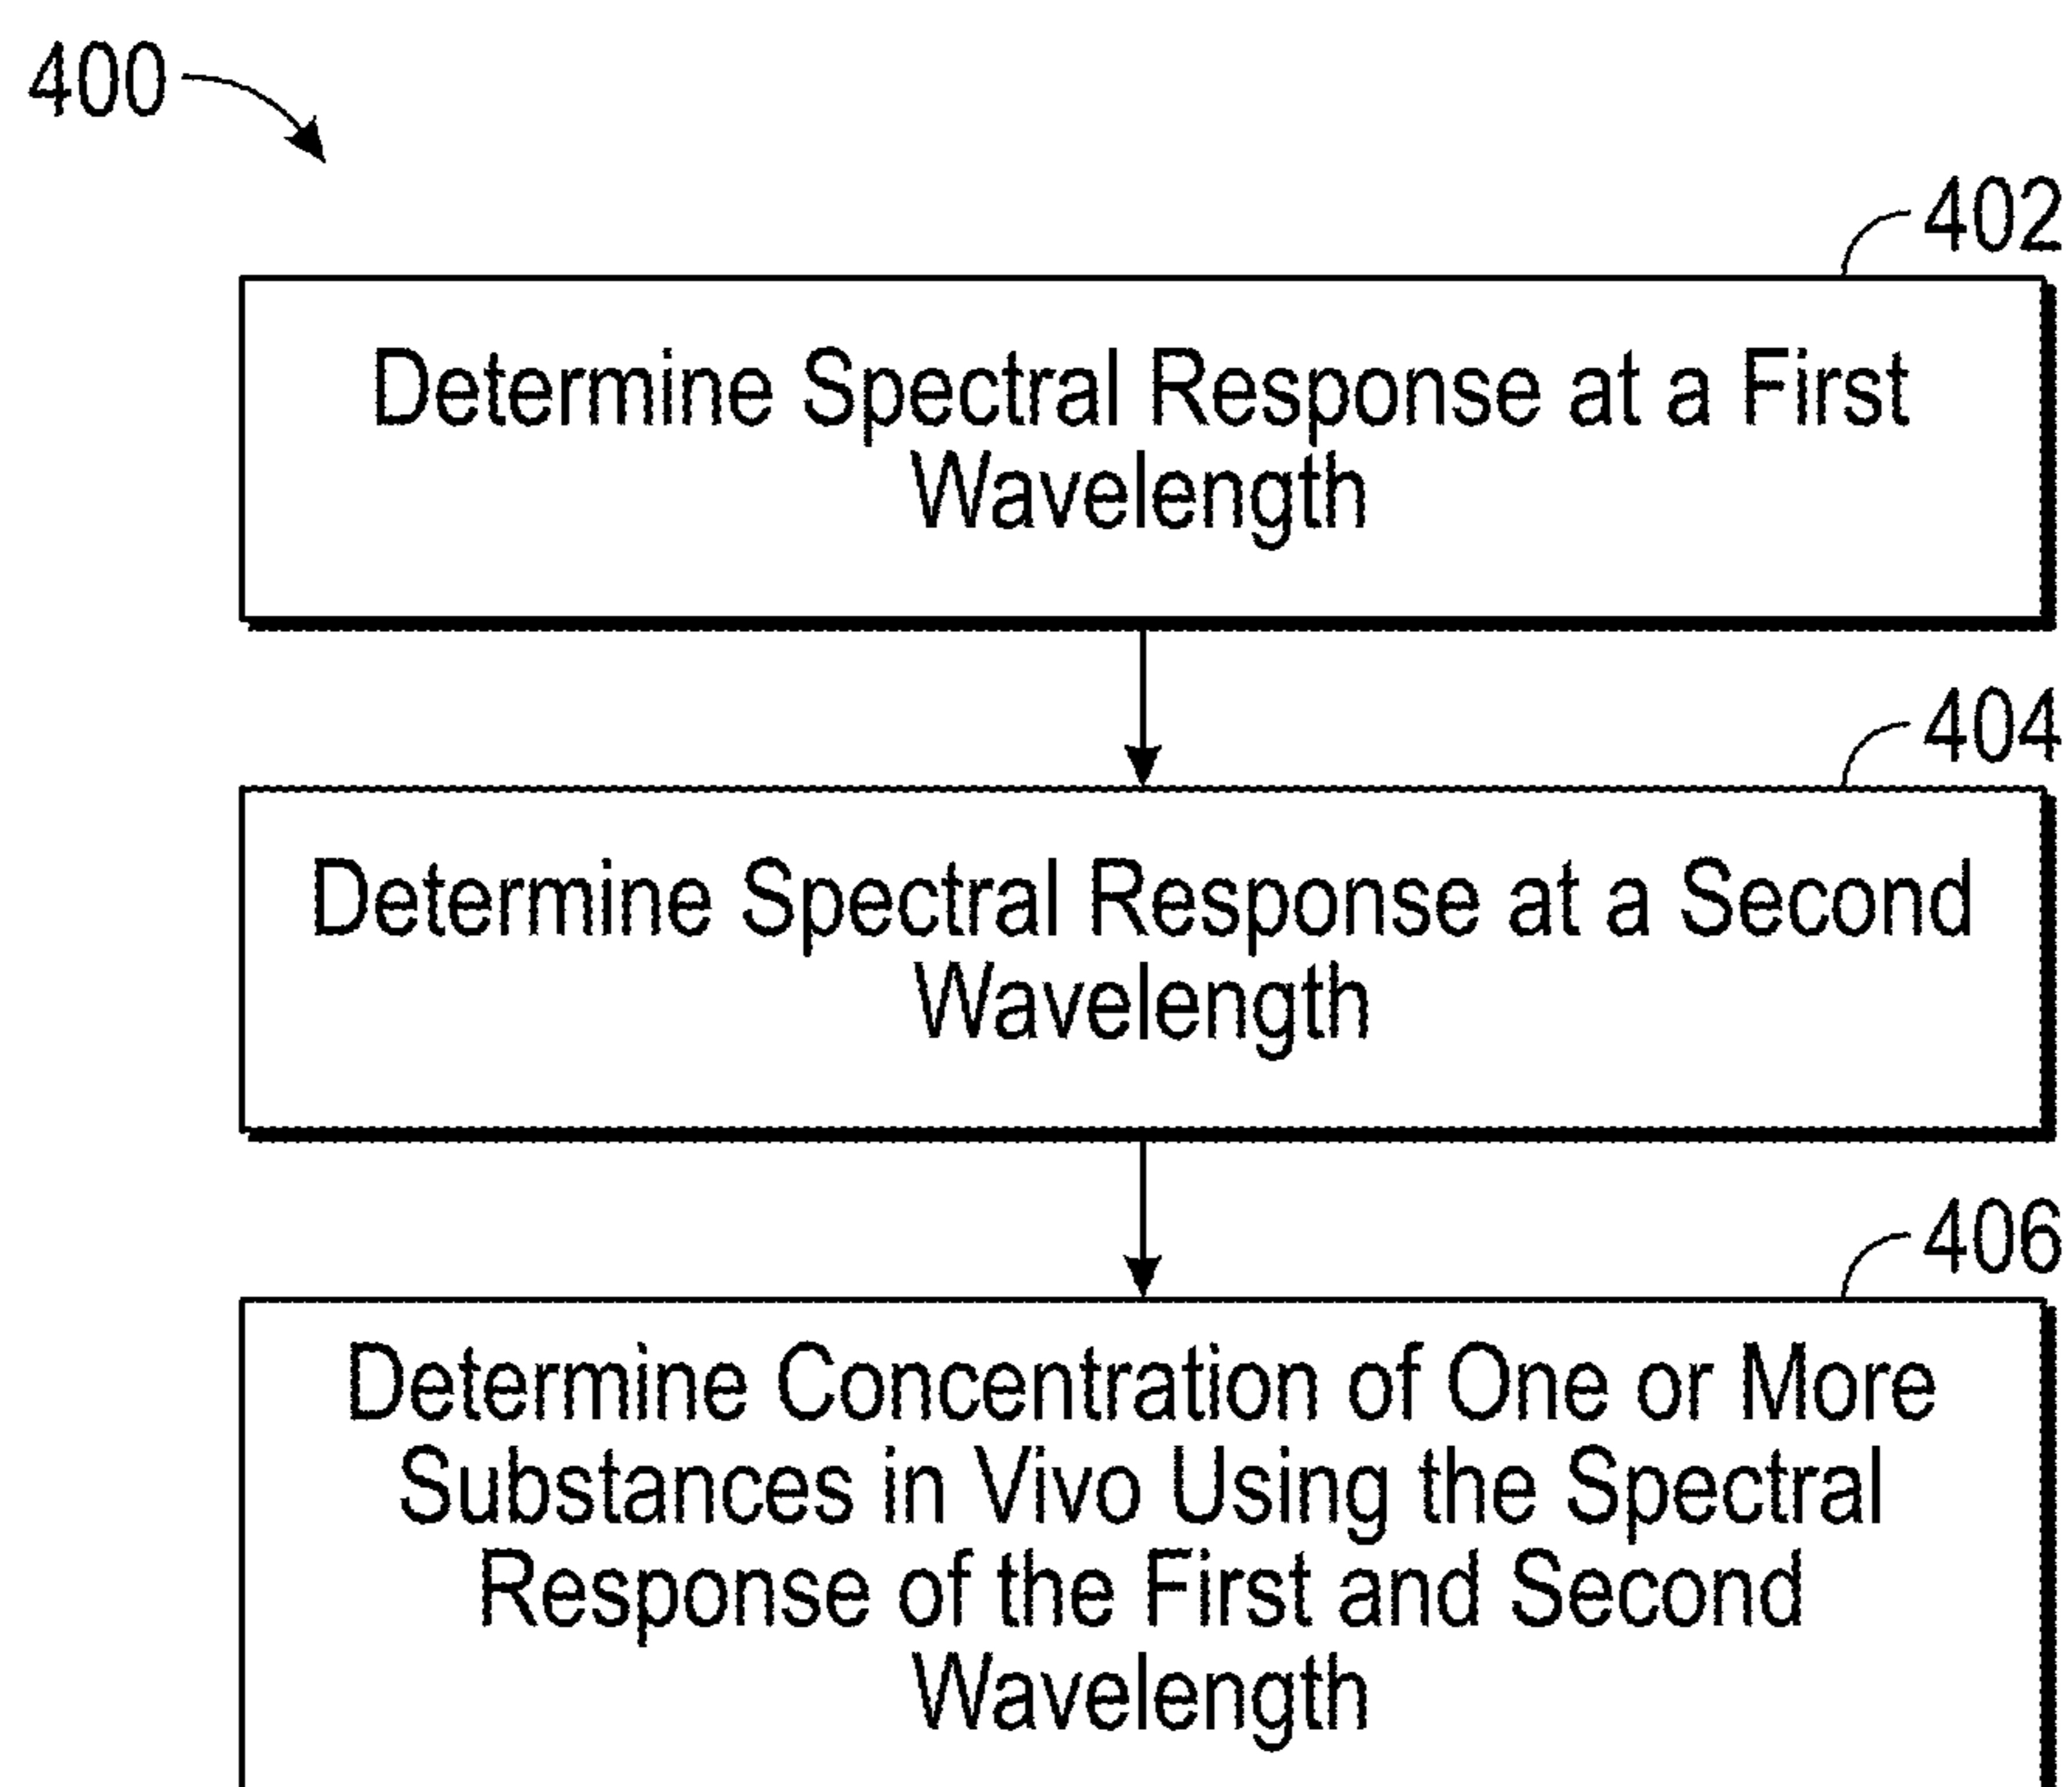 400
402
Determine Spectral Response at a First
Wavelength
404
Determine Spectral Response at a Second
Wavelength
406
Determine Concentration of One or More
Substances in Vivo Using the Spectral
Response of the First and Second
Wavelength